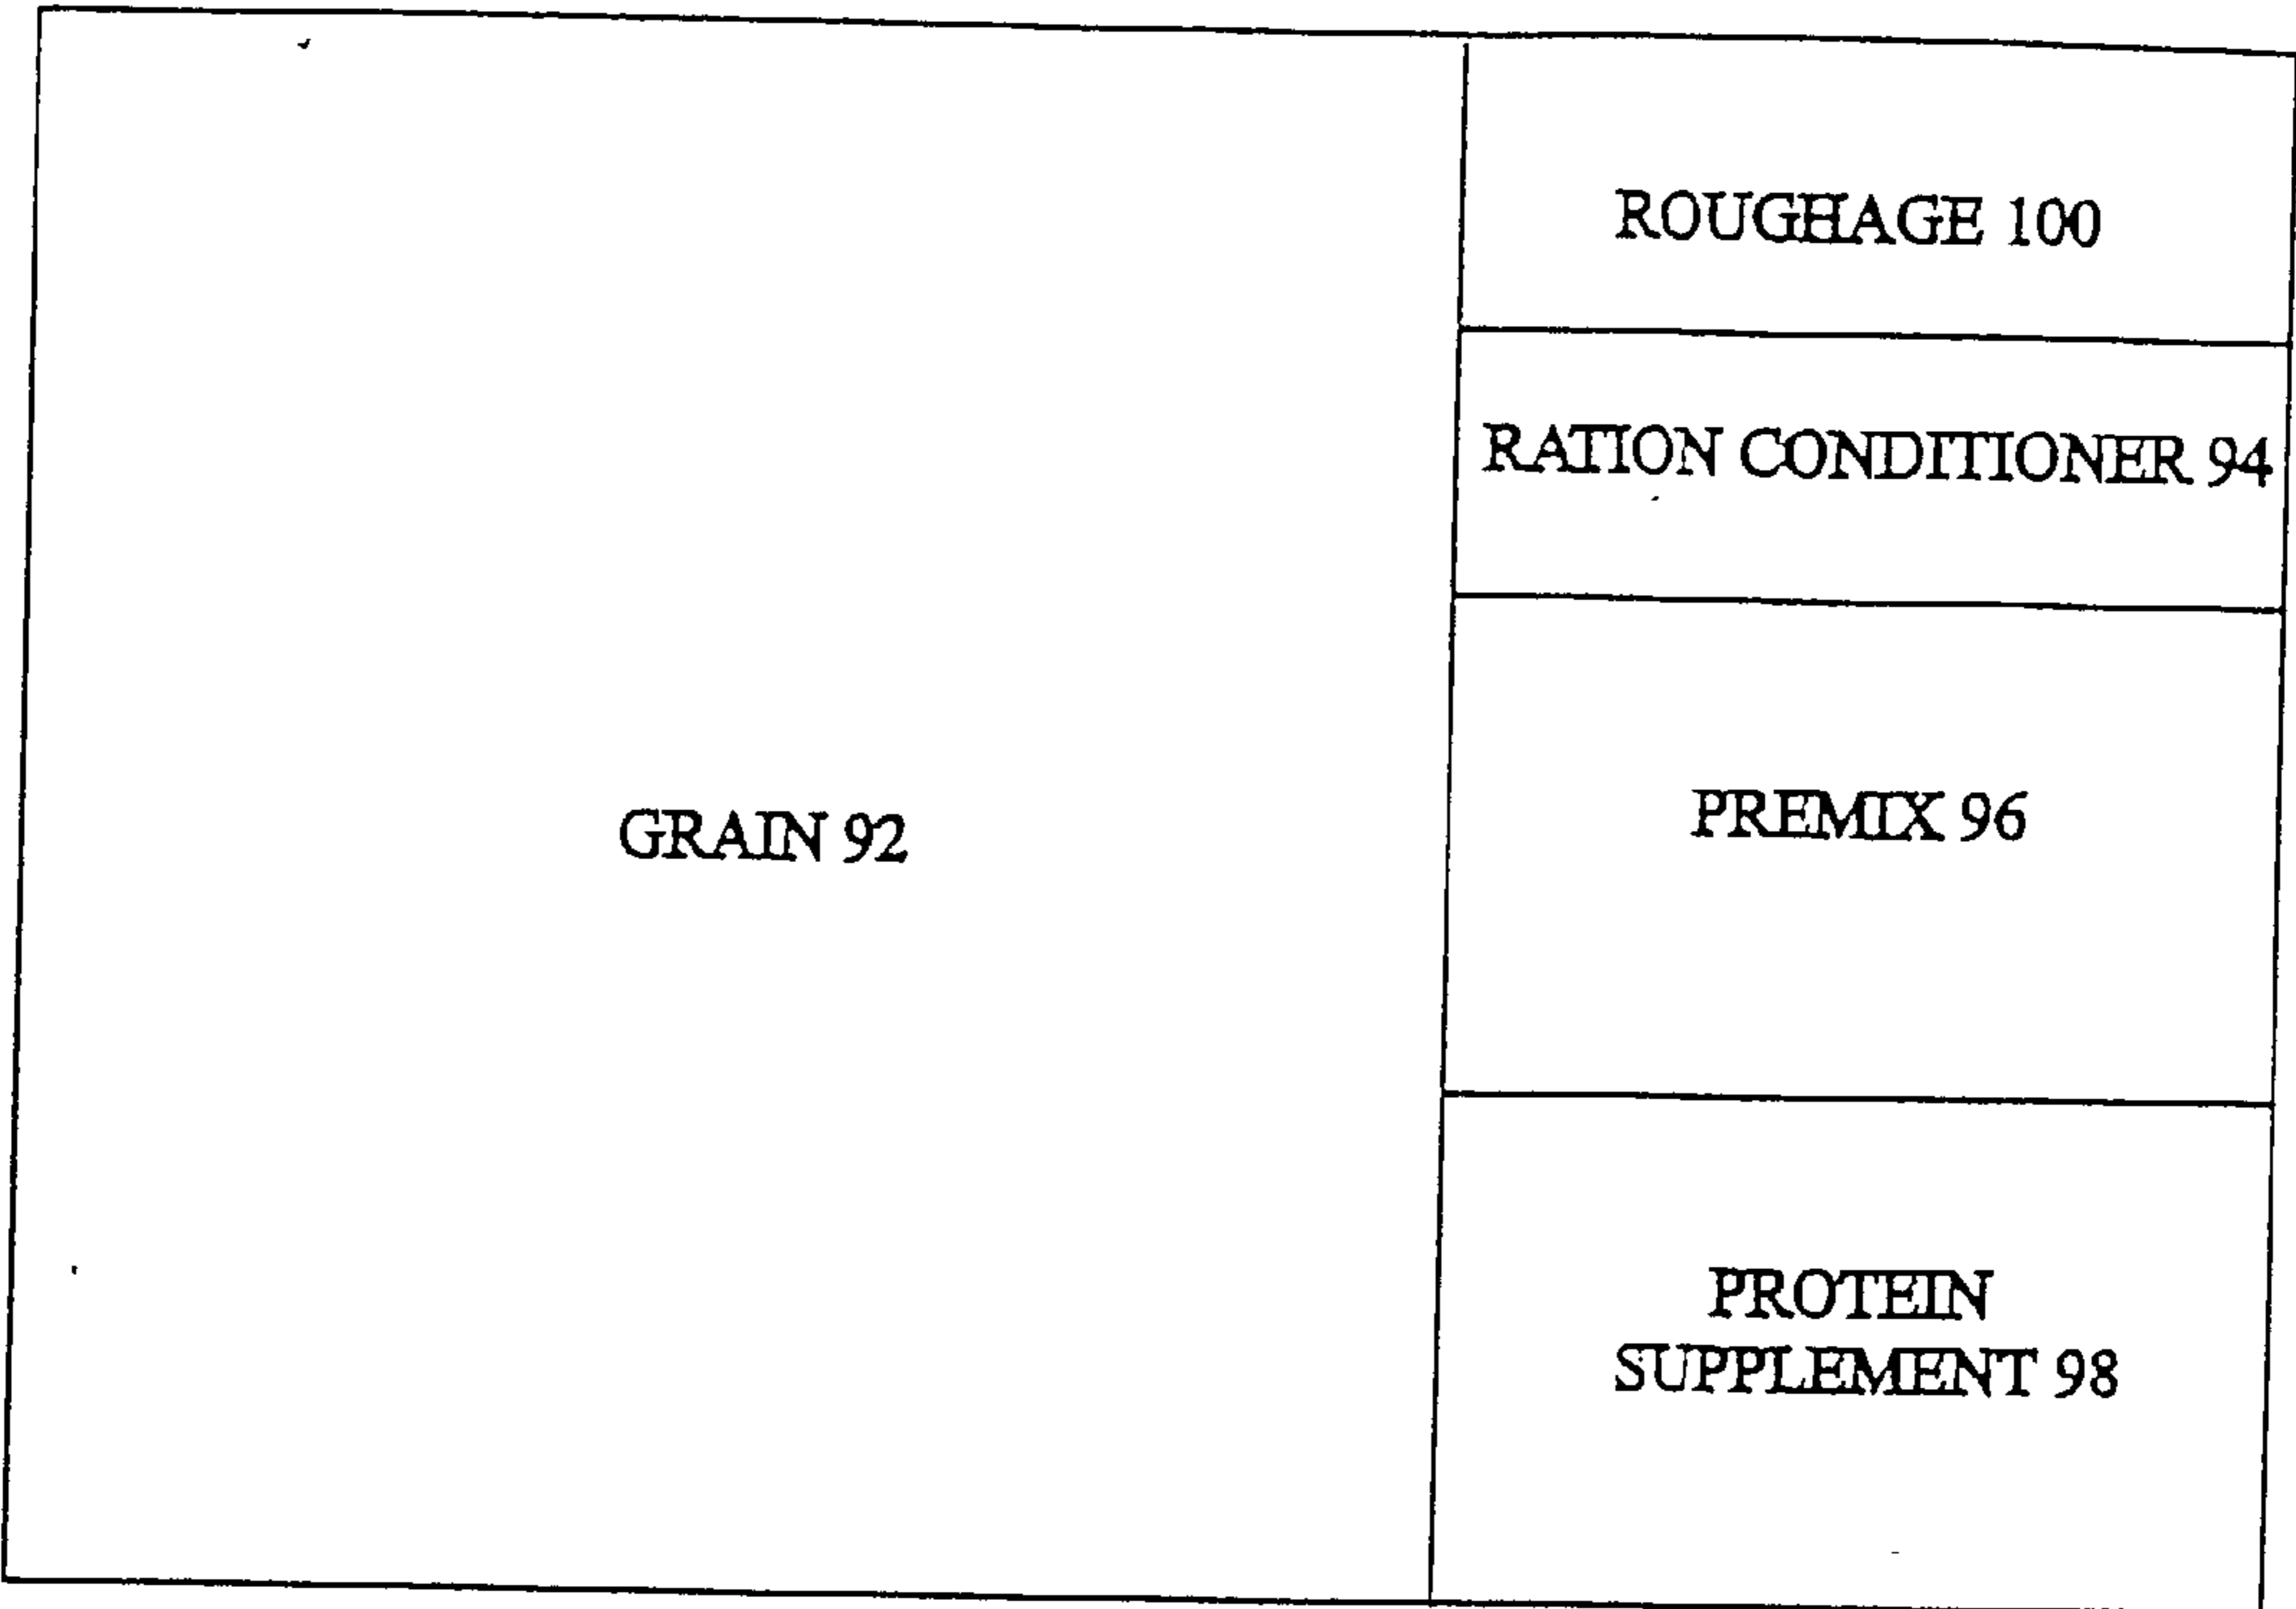 ROUGHAGE 100
RATION CONDITIONER 94
GRAIN 92
PREMIX 96
PROTEIN
SUPPLEMENT 98